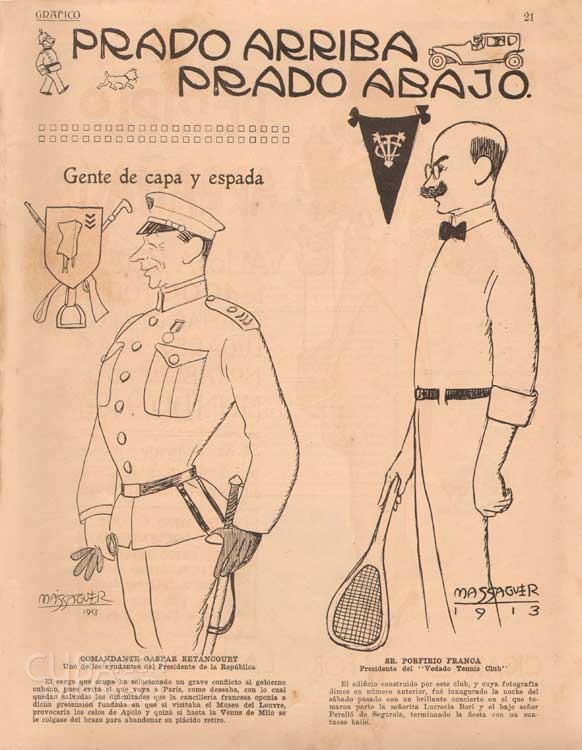 GRAFICO
21
PRADO ARRIBA
PRADO ABAJO.
Gente de capa y espada
VTC
MASSAGUER
1913
MASSAGUER
1913
COMANDANTE GASPAR BETANCOURT
Uno de los ayudantes del Presidente de la República
El cargo que ocupa ha solucionado un grave conflicto al gobierno
cubano, pues evita el que vaya a París, como deseaba, con lo cual
quedan salvadas las dificultades que la cancillería francesa oponía a
dicha pretensión fundada en que si visitaba el Museo del Louvre,
provocaría los celos de Apolo y quizá si hasta la Venus de Milo se
le colgase del brazo para abandonar su plácido retiro.
SR. PORFIRIO FRANCA
Presidente del "Vedado Tennis Club"
El edificio construido por este club, y cuya fotografía
dimos en número anterior, fué inaugurado la noche del
sábado pasado con un brillante concierto en el que to-
maron parte la señorita Lucrecia Bori y el bajo señor
Perelló de Segurola, terminando la fiesta con un sun-
tuoso baile.